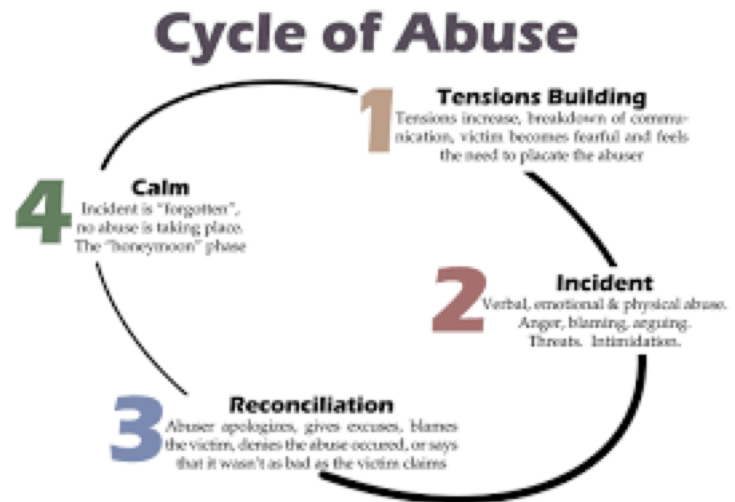 Cycle of Abuse
1
Tensions Building
Tensions increase, breakdown of commu-
nication, victim becomes fearful and feels
the need to placate the abuser
2
Incident
Verbal, emotional & physical abuse.
Anger, blaming, arguing.
Threats. Intimidation.
3
Reconciliation
Abuser apologizes, gives excuses, blames
the victim, denies the abuse occured, or says
that it wasn't as bad as the victim claims
4
Calm
Incident is "forgotten",
no abuse is taking place.
The "honeymoon" phase